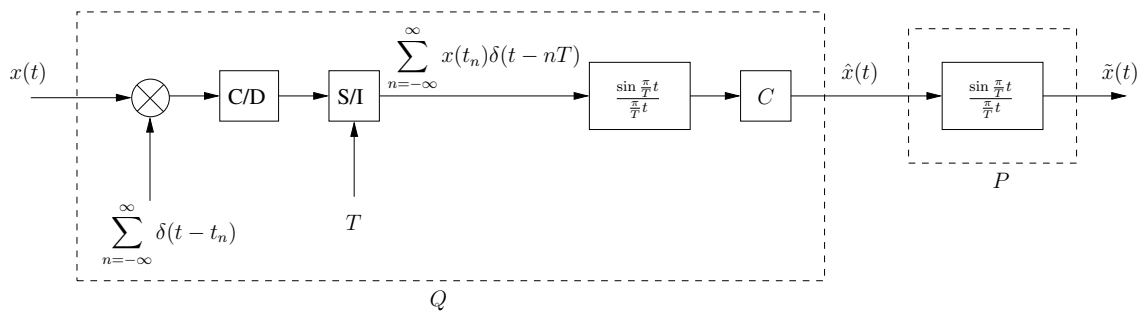 x(t)
C/D
S/I
∑_{n=-∞}^{∞} x(t_n)δ(t − nT)
sin (π/T)t / (π/T)t
C
x̂(t)
sin (π/T)t / (π/T)t
x̃(t)
P
∑_{n=-∞}^{∞} δ(t − t_n)
T
Q